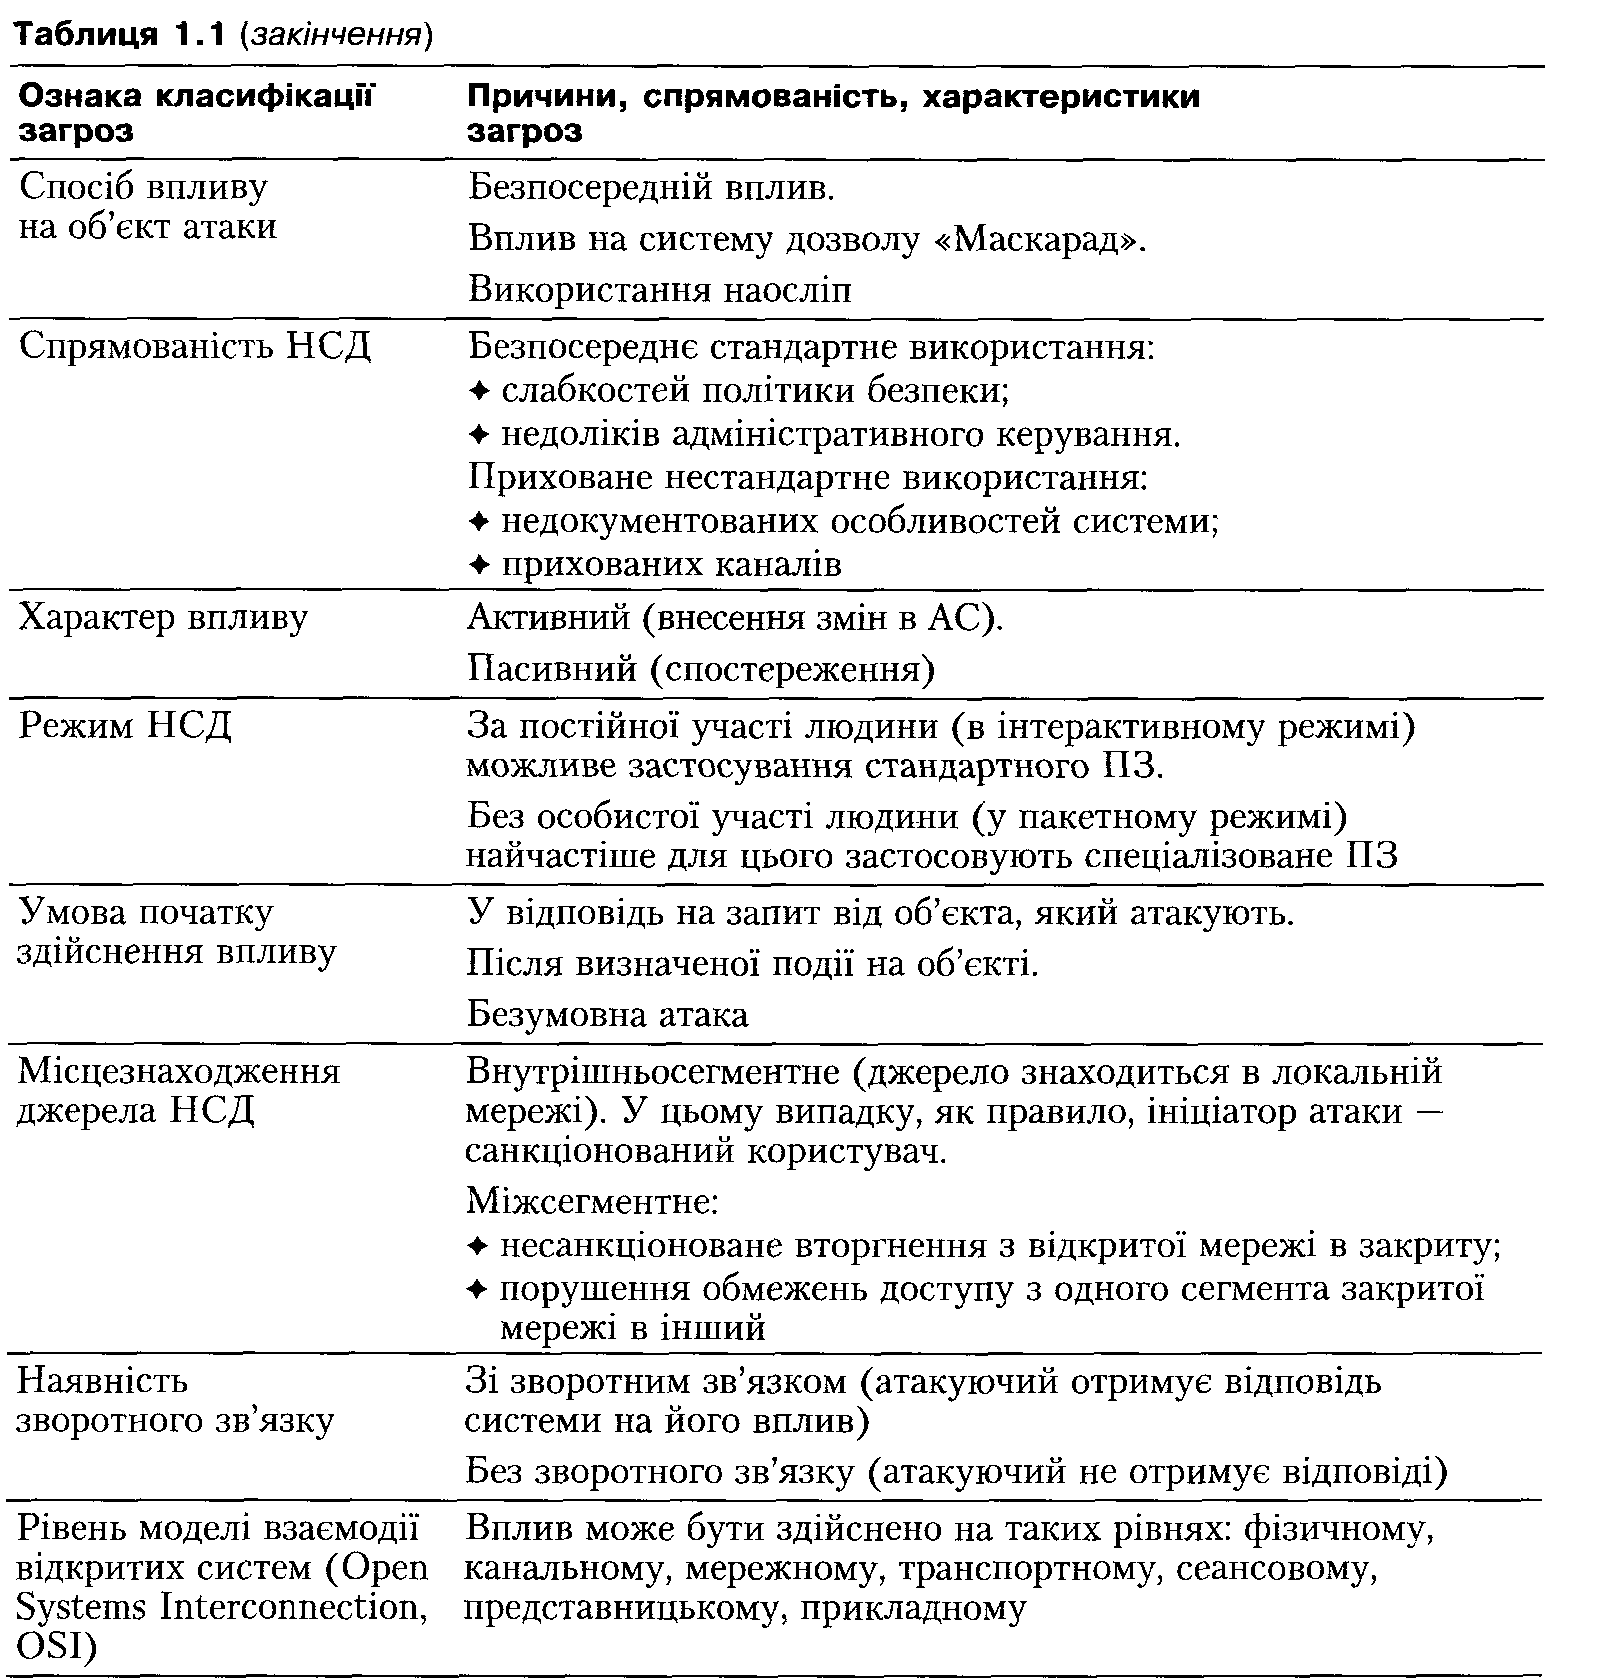 Таблиця 1.1 (закінчення)
Ознака класифікації
загроз
Причини, спрямованість, характеристики
загроз
Спосіб впливу
на об’єкт атаки
Безпосередній вплив.
Вплив на систему дозволу «Маскарад».
Використання наосліп
Спрямованість НСД
Безпосереднє стандартне використання:
✦ слабкостей політики безпеки;
✦ недоліків адміністративного керування.
Приховане нестандартне використання:
✦ недокументованих особливостей системи;
✦ прихованих каналів
Характер впливу
Активний (внесення змін в АС).
Пасивний (спостереження)
Режим НСД
За постійної участі людини (в інтерактивному режимі)
можливе застосування стандартного ПЗ.
Без особистої участі людини (у пакетному режимі)
найчастіше для цього застосовують спеціалізоване ПЗ
Умова початку
здійснення впливу
У відповідь на запит від об’єкта, який атакують.
Після визначеної події на об’єкті.
Безумовна атака
Місцезнаходження
джерела НСД
Внутрішньосегментне (джерело знаходиться в локальній
мережі). У цьому випадку, як правило, ініціатор атаки —
санкціонований користувач.
Міжсегментне:
✦ несанкціоноване вторгнення з відкритої мережі в закриту;
✦ порушення обмежень доступу з одного сегмента закритої
мережі в інший
Наявність
зворотного зв’язку
Зі зворотним зв’язком (атакуючий отримує відповідь
системи на його вплив)
Без зворотного зв’язку (атакуючий не отримує відповіді)
Рівень моделі взаємодії
відкритих систем (Open
Systems Interconnection,
OSI)
Вплив може бути здійснено на таких рівнях: фізичному,
канальному, мережному, транспортному, сеансовому,
представницькому, прикладному